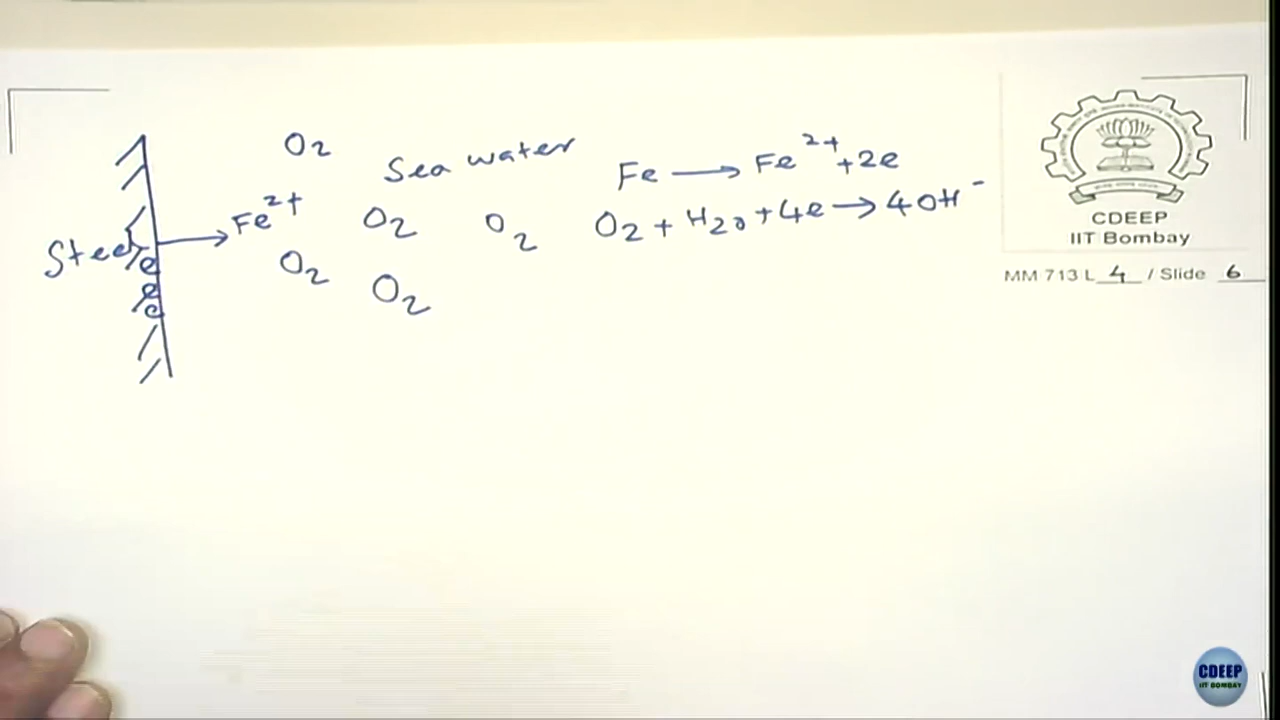 O₂
Sea water
Fe → Fe²⁺ + 2e
Fe²⁺
O₂
O₂
O₂ + H₂O + 4e → 4OH⁻
Steel
e
e
e
O₂
O₂
CDEEP
IIT Bombay
MM 713 L 4 / Slide 6
CDEEP
IIT BOMBAY